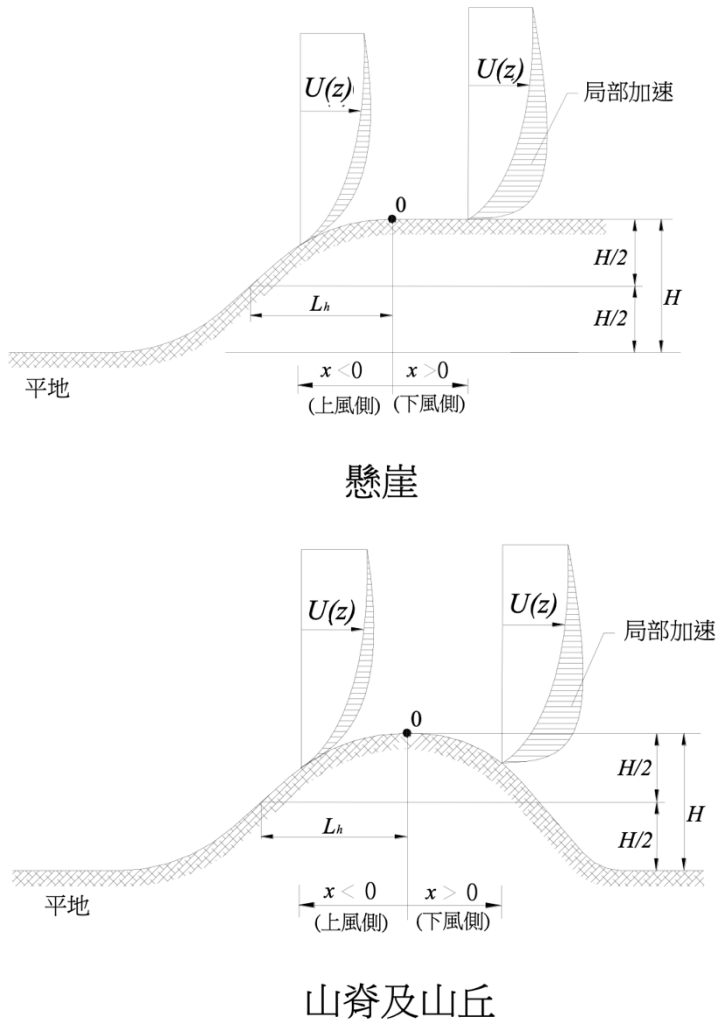 U(z)
U(z)
局部加速
0
H/2
H
Lh
H/2
x<0 x>0
平地
(上風側) (下風側)
懸崖
U(z)
U(z)
局部加速
0
H/2
H
Lh
H/2
x < 0 x > 0
平地
(上風側) (下風側)
山脊及山丘